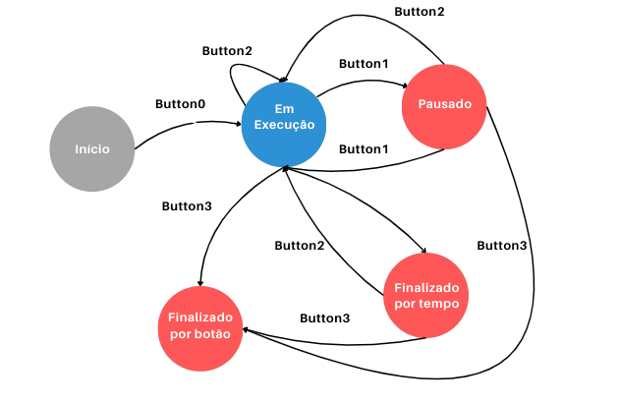 Button2
Button2
Button1
Em
Execução
Pausado
Button0
Início
Button1
Button3
Button2
Button3
Finalizado
por tempo
Finalizado
por botão
Button3